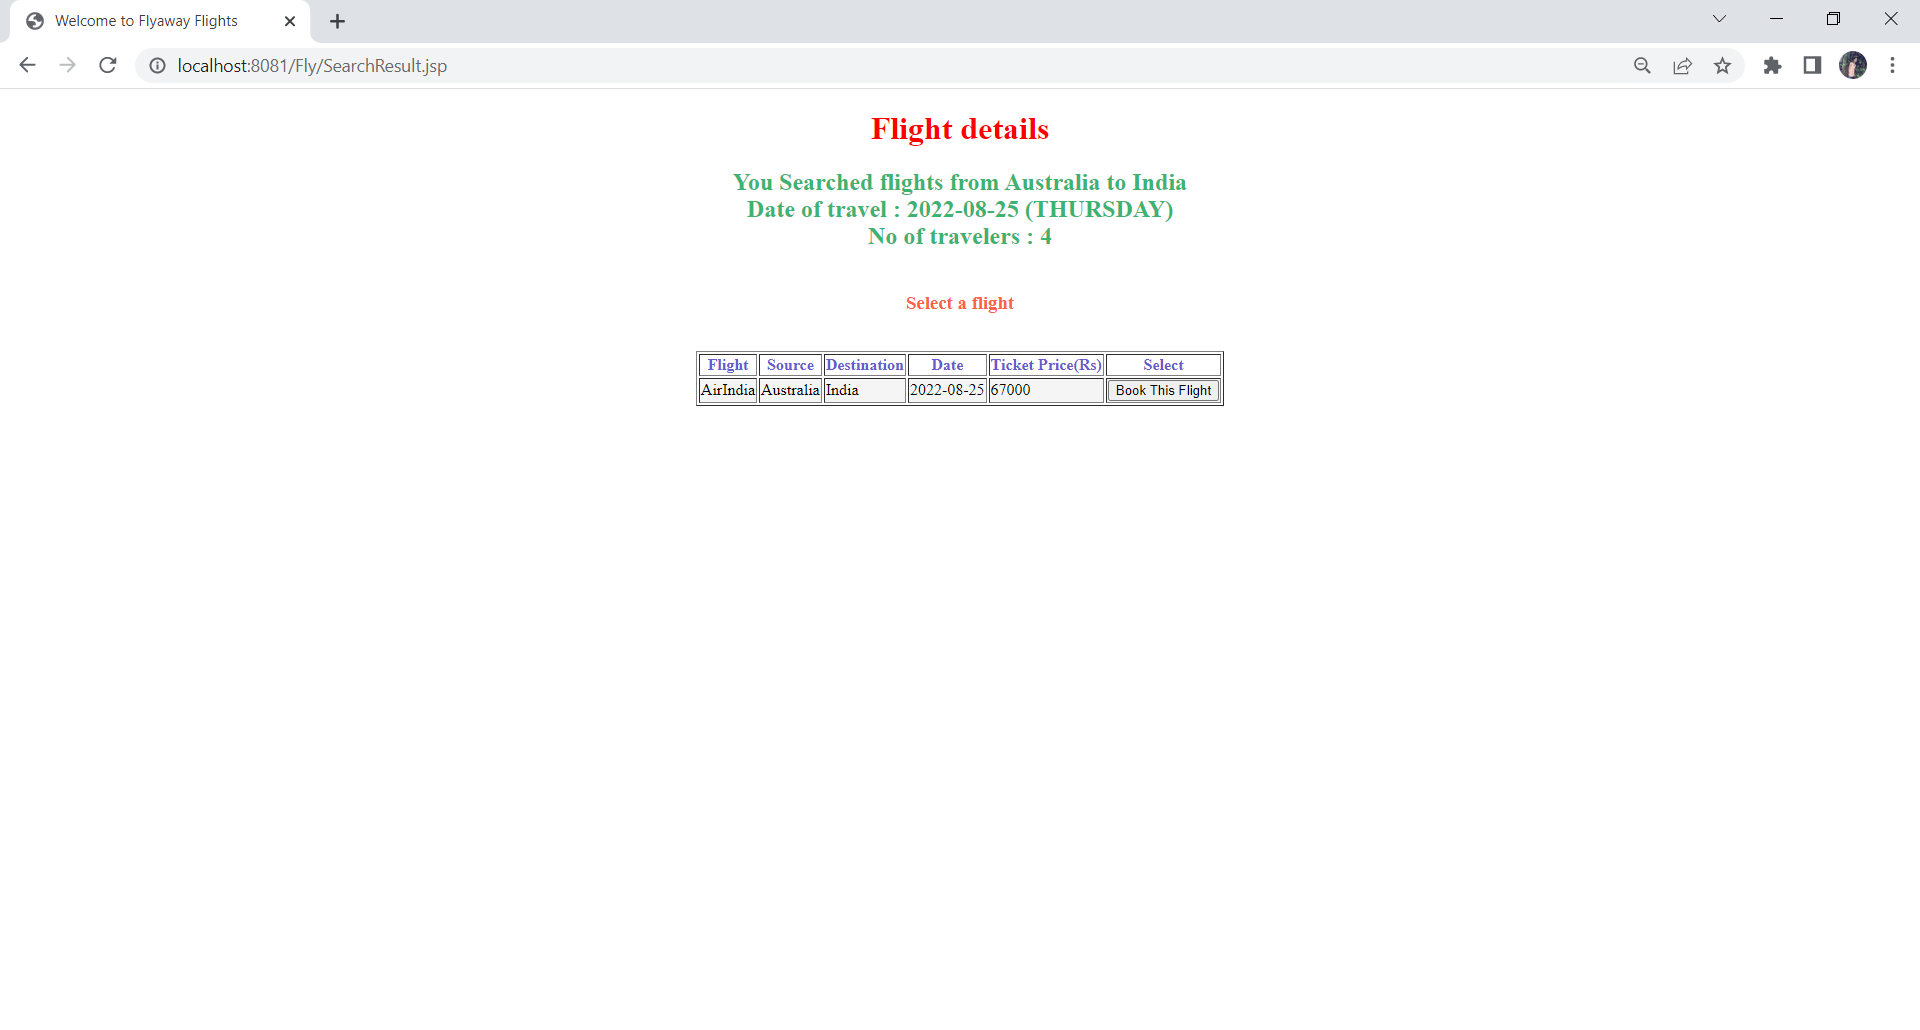 Welcome to Flyaway Flights
localhost:8081/Fly/SearchResult.jsp
Flight details
You Searched flights from Australia to India
Date of travel : 2022-08-25 (THURSDAY)
No of travelers : 4
Select a flight
Flight Source Destination Date Ticket Price(Rs) Select
AirIndia Australia India 2022-08-25 67000 Book This Flight